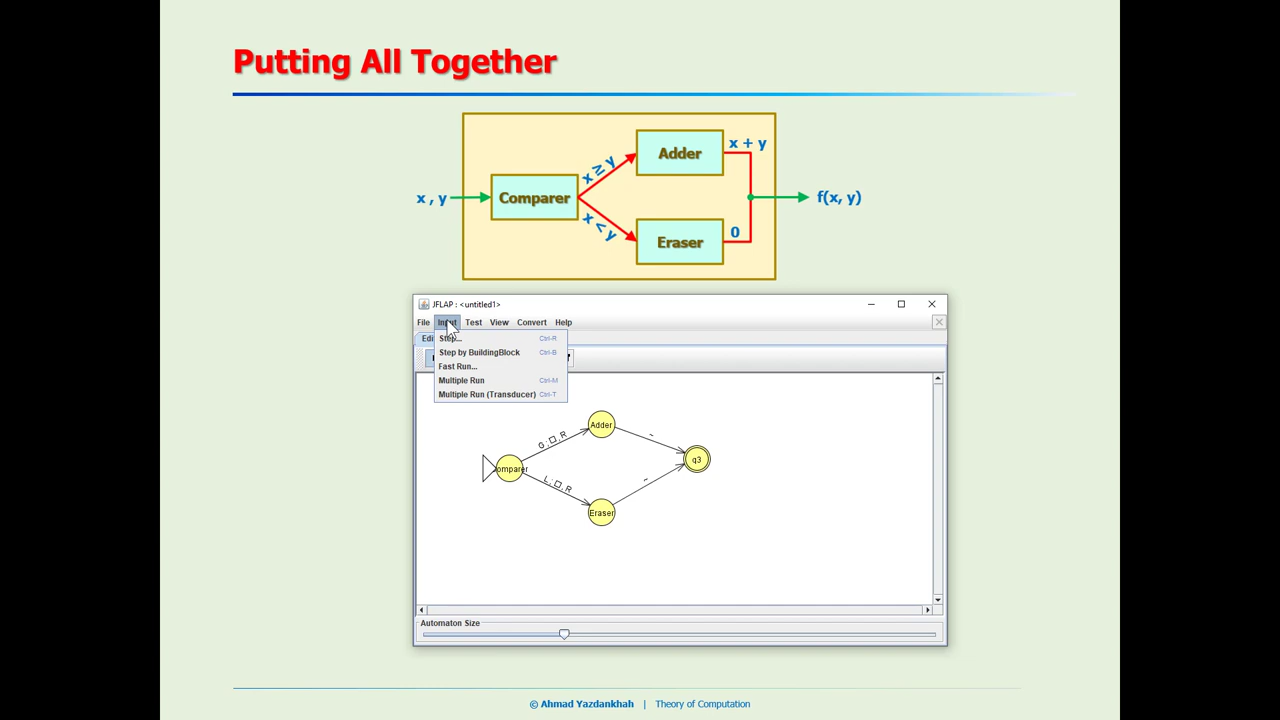 Putting All Together
x , y
Comparer
x ≥ y
x < y
Adder
Eraser
x + y
0
f(x, y)
JFLAP : <untitled1>
File Input Test View Convert Help
Step... Ctrl-R
Step by BuildingBlock Ctrl-B
Fast Run...
Multiple Run Ctrl-M
Multiple Run (Transducer) Ctrl-T
Edi
Adder
G ; □ , R
~
omparer
q3
L ; □ , R
~
Eraser
Automaton Size
© Ahmad Yazdankhah | Theory of Computation